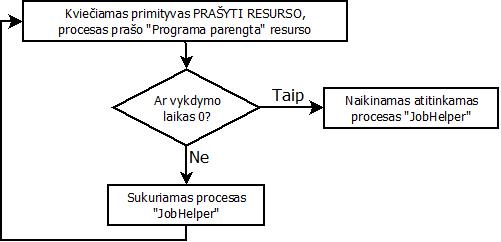 Kviečiamas primityvas PRAŠYTI RESURSO,
procesas prašo "Programa parengta" resurso
Ar vykdymo
laikas 0?
Taip
Naikinamas atitinkamas
procesas "JobHelper"
Ne
Sukuriamas procesas
"JobHelper"